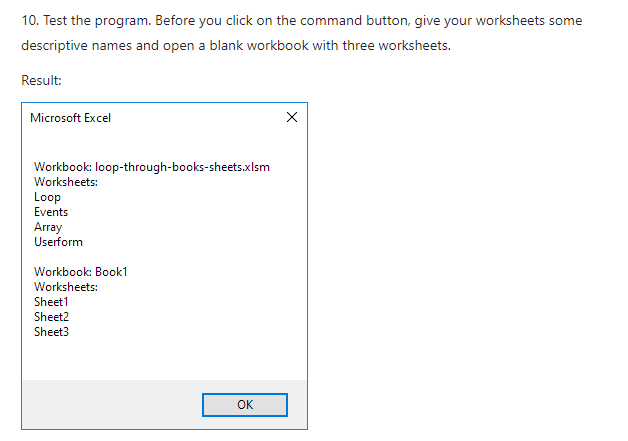 10. Test the program. Before you click on the command button, give your worksheets some
descriptive names and open a blank workbook with three worksheets.
Result:
Microsoft Excel
Workbook: loop-through-books-sheets.xlsm
Worksheets:
Loop
Events
Array
Userform
Workbook: Book1
Worksheets:
Sheet1
Sheet2
Sheet3
OK